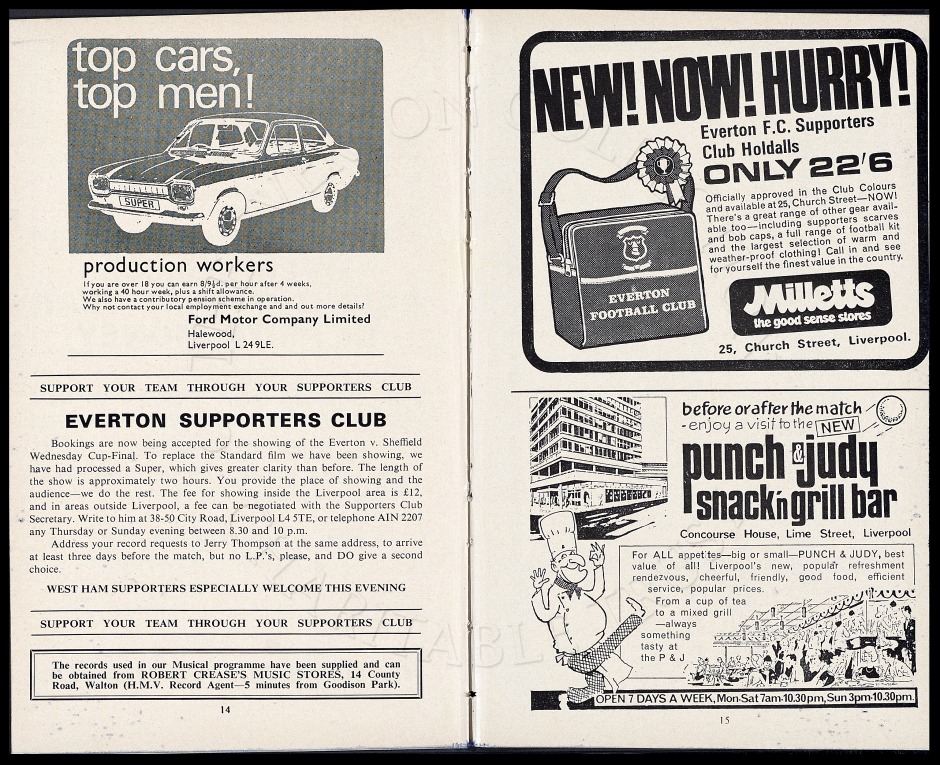 top cars,
top men!
SUPER
production workers
If you are over 18 you can earn 8/9½d. per hour after 4 weeks,
working a 40 hour week, plus a shift allowance.
We also have a contributory pension scheme in operation.
Why not contact your local employment exchange and and out more details?
Ford Motor Company Limited
Halewood,
Liverpool L 24 9LE.
SUPPORT YOUR TEAM THROUGH YOUR SUPPORTERS CLUB
EVERTON SUPPORTERS CLUB
Bookings are now being accepted for the showing of the Everton v. Sheffield
Wednesday Cup-Final. To replace the Standard film we have been showing, we
have had processed a Super, which gives greater clarity than before. The length of
the show is approximately two hours. You provide the place of showing and the
audience—we do the rest. The fee for showing inside the Liverpool area is £12,
and in areas outside Liverpool, a fee can be negotiated with the Supporters Club
Secretary. Write to him at 38-50 City Road, Liverpool L4 5TE, or telephone AIN 2207
any Thursday or Sunday evening between 8.30 and 10 p.m.
Address your record requests to Jerry Thompson at the same address, to arrive
at least three days before the match, but no L.P.'s, please, and DO give a second
choice.
WEST HAM SUPPORTERS ESPECIALLY WELCOME THIS EVENING
SUPPORT YOUR TEAM THROUGH YOUR SUPPORTERS CLUB
The records used in our Musical programme have been supplied and can
be obtained from ROBERT CREASE'S MUSIC STORES, 14 County
Road, Walton (H.M.V. Record Agent—5 minutes from Goodison Park).
14
NEW! NOW! HURRY!
Everton F.C. Supporters
Club Holdalls
ONLY 22/6
Officially approved in the Club Colours
and available at 25, Church Street—NOW!
There's a great range of other gear avail-
able too—including supporters scarves
and bob caps, a full range of football kit
and the largest selection of warm and
weather-proof clothing! Call in and see
for yourself the finest value in the country.
EVERTON
FOOTBALL CLUB
Milletts
the good sense stores
25, Church Street, Liverpool.
before or after the match
- enjoy a visit to the NEW
punch & judy
snack'n grill bar
Concourse House, Lime Street, Liverpool
For ALL appetites—big or small—PUNCH & JUDY, best
value of all! Liverpool's new, popular refreshment
rendezvous, cheerful, friendly, good food, efficient
service, popular prices.
From a cup of tea
to a mixed grill
—always
something
tasty at
the P & J
OPEN 7 DAYS A WEEK, Mon-Sat 7am-10.30pm, Sun 3pm-10.30pm.
15